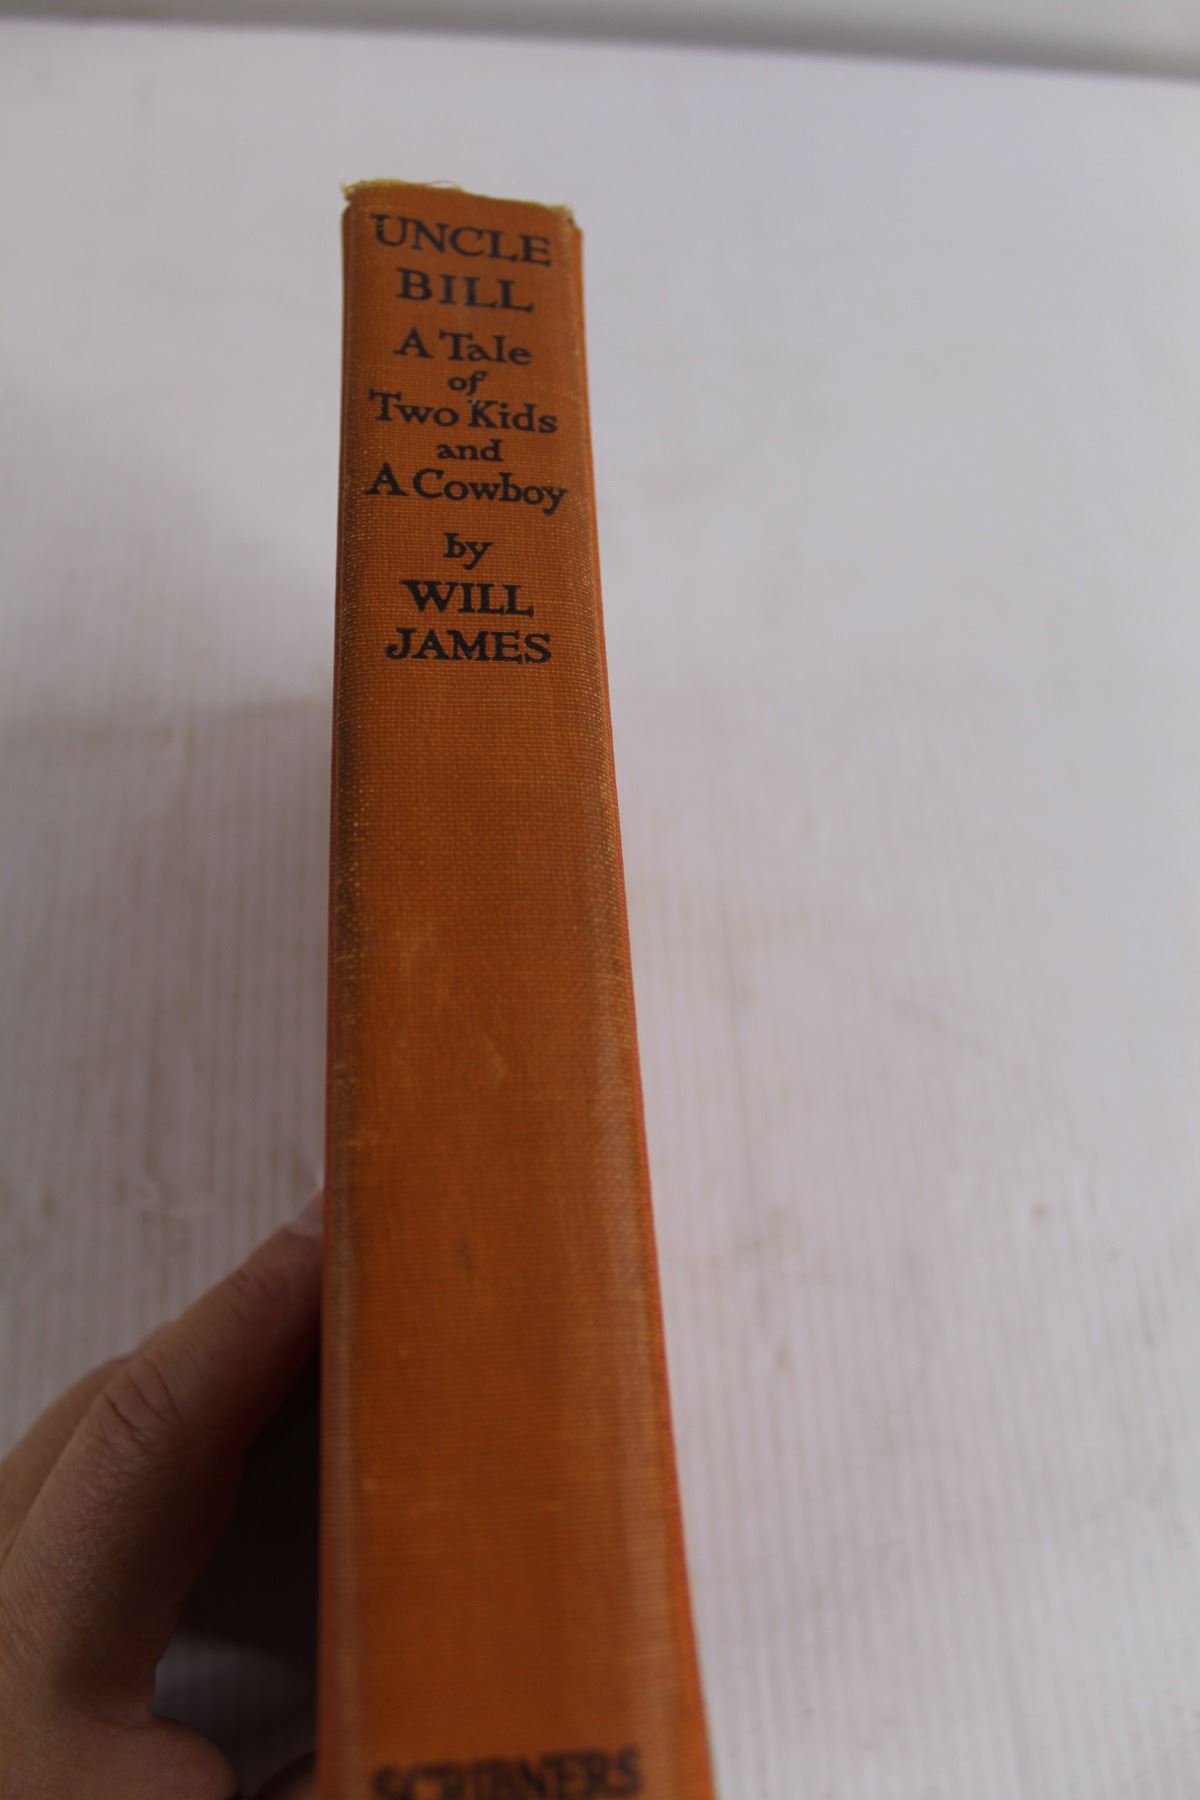 UNCLE
BILL
A Tale
of
Two Kids
and
A Cowboy
by
WILL
JAMES
SCRIBNERS